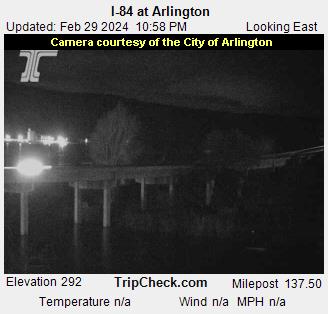 I-84 at Arlington
Updated: Feb 29 2024 10:58 PM Looking East
Camera courtesy of the City of Arlington
Elevation 292 TripCheck.com Milepost 137.50
Temperature n/a Wind n/a MPH n/a